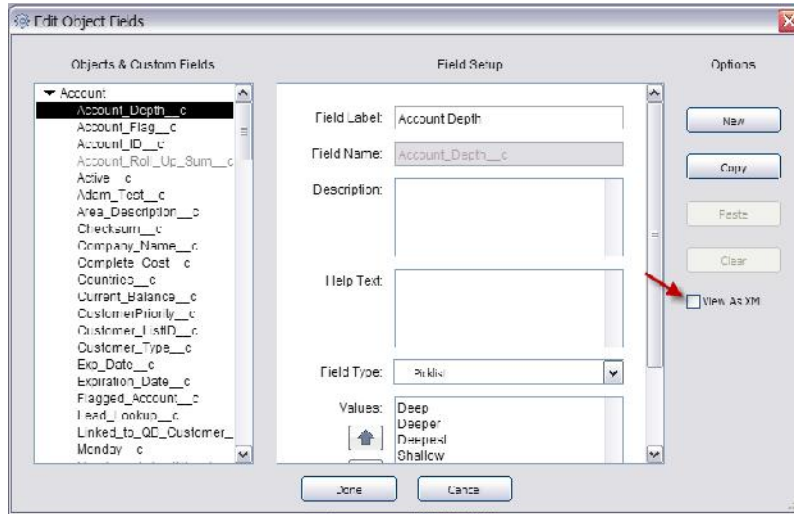 Edit Object Fields
Objects & Custom Fields
Account
Account_Depth__c
Account_Flag__c
Account_ID__c
Account_Roll_Up_Sum__c
Active__c
Adam_Test__c
Area_Description__c
Checksum__c
Company_Name__c
Complete_Cost__c
Countries__c
Current_Balance__c
CustomerPriority__c
Customer_ListID__c
Customer_Type__c
Exp_Date__c
Expiration_Date__c
Flagged_Account__c
Lead_Lookup__c
Linked_to_QB_Customer_
Monday__c
Field Setup
Field Label: Account Depth
Field Name: Account_Depth__c
Description:
Help Text:
Field Type: Picklist
Values: Deep
Deeper
Deepest
Shallow
Options
New
Copy
Paste
Clear
View As XML
Done
Cancel